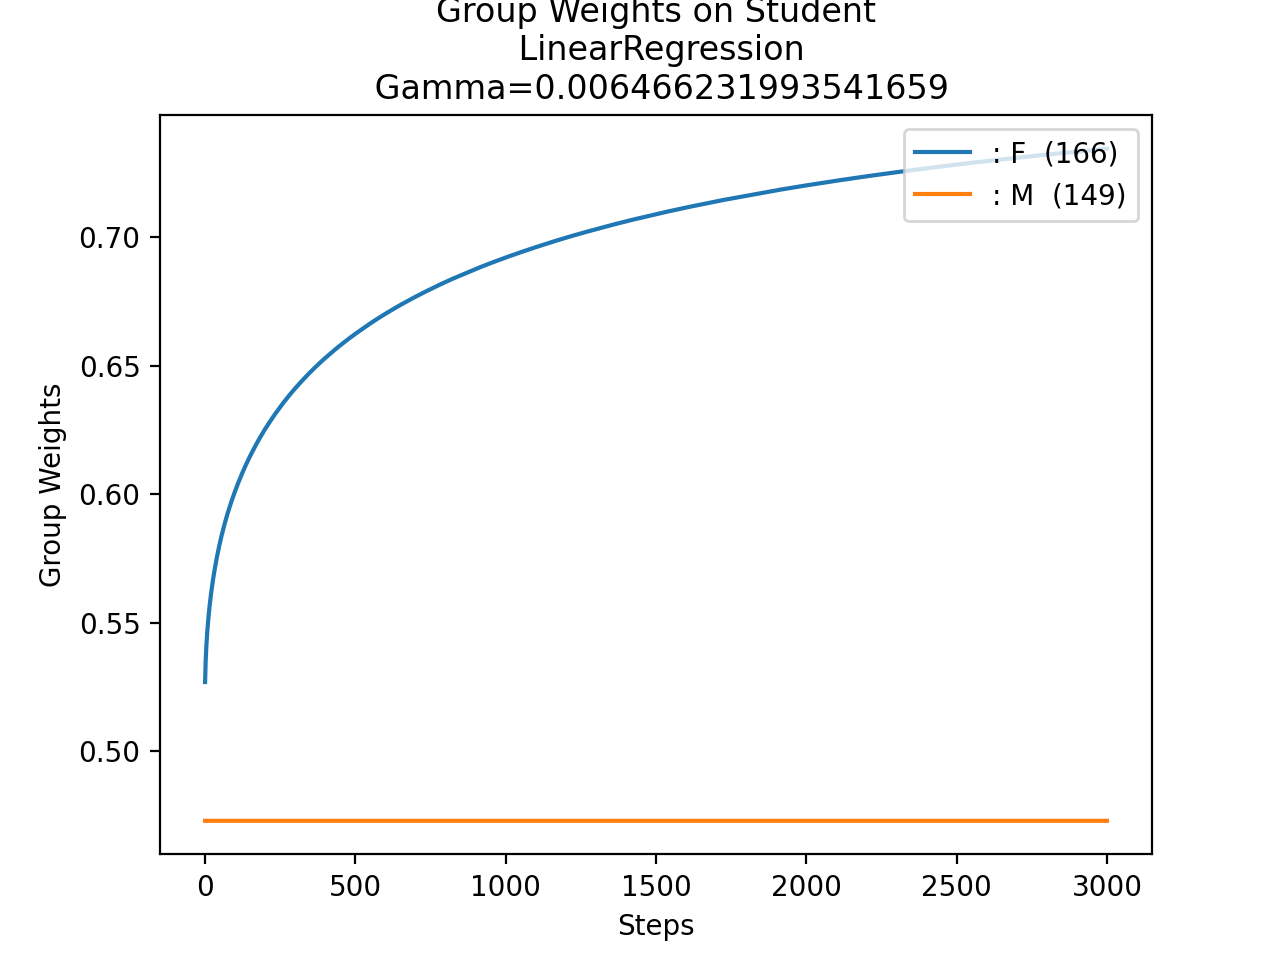 Group Weights on Student
LinearRegression
Gamma=0.006466231993541659
: F (166)
: M (149)
0.70
0.65
0.60
0.55
0.50
Group Weights
0 500 1000 1500 2000 2500 3000
Steps